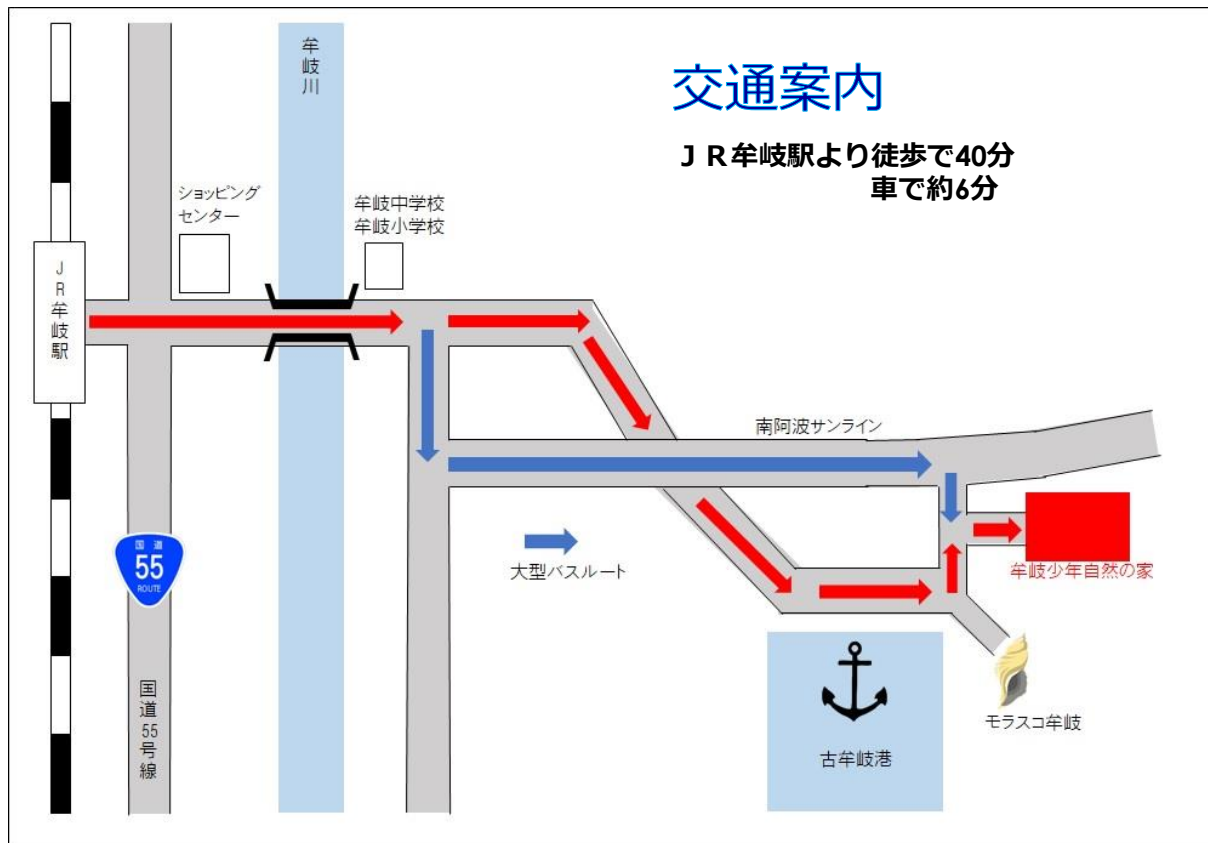 交通案内
ＪＲ牟岐駅より徒歩で40分
車で約6分
牟岐川
ショッピング
センター
牟岐中学校
牟岐小学校
ＪＲ牟岐駅
南阿波サンライン
国道
55
ROUTE
大型バスルート
牟岐少年自然の家
モラスコ牟岐
古牟岐港
国道55号線